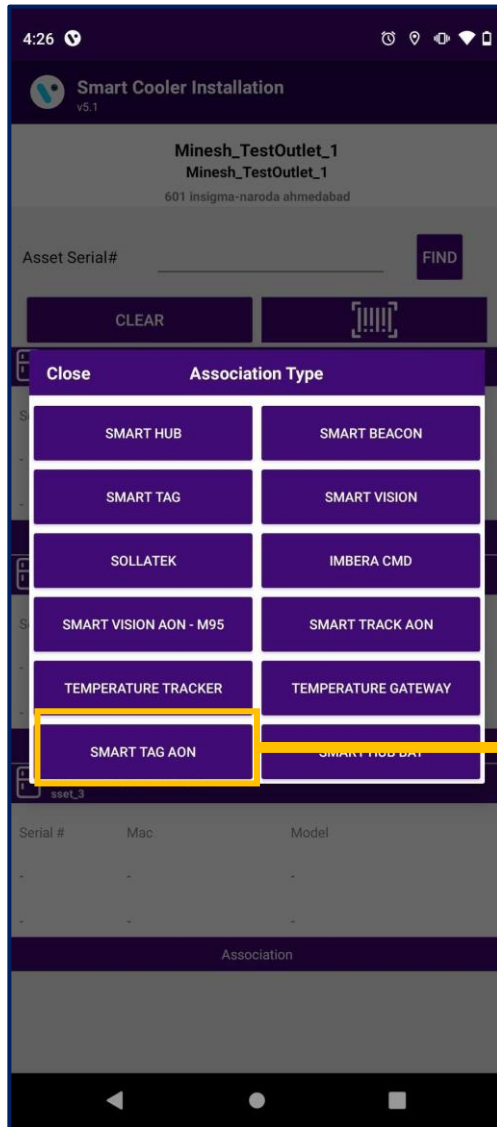 4:26
Smart Cooler Installation
v5.1
Minesh_TestOutlet_1
Minesh_TestOutlet_1
601 insigma-naroda ahmedabad
Asset Serial#
FIND
CLEAR
Close Association Type
SMART HUB SMART BEACON
SMART TAG SMART VISION
SOLLATEK IMBERA CMD
SMART VISION AON - M95 SMART TRACK AON
TEMPERATURE TRACKER TEMPERATURE GATEWAY
SMART TAG AON SMART HUB
sset_3
Serial # Mac Model
- - -
- - -
Association